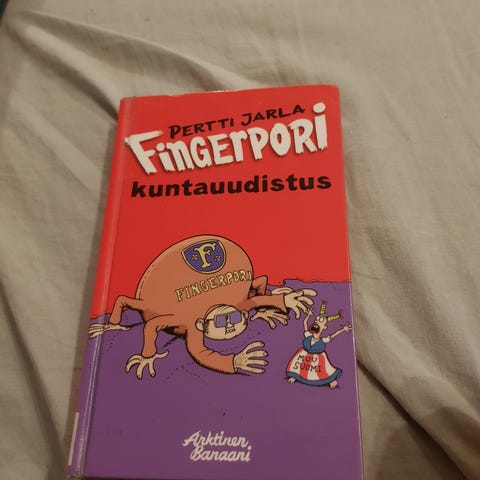 PERTTI JARLA
FINGERPORI
kuntauudistus
F
FINGERPORI
MUU
SUOMI
Arktinen
Banaani